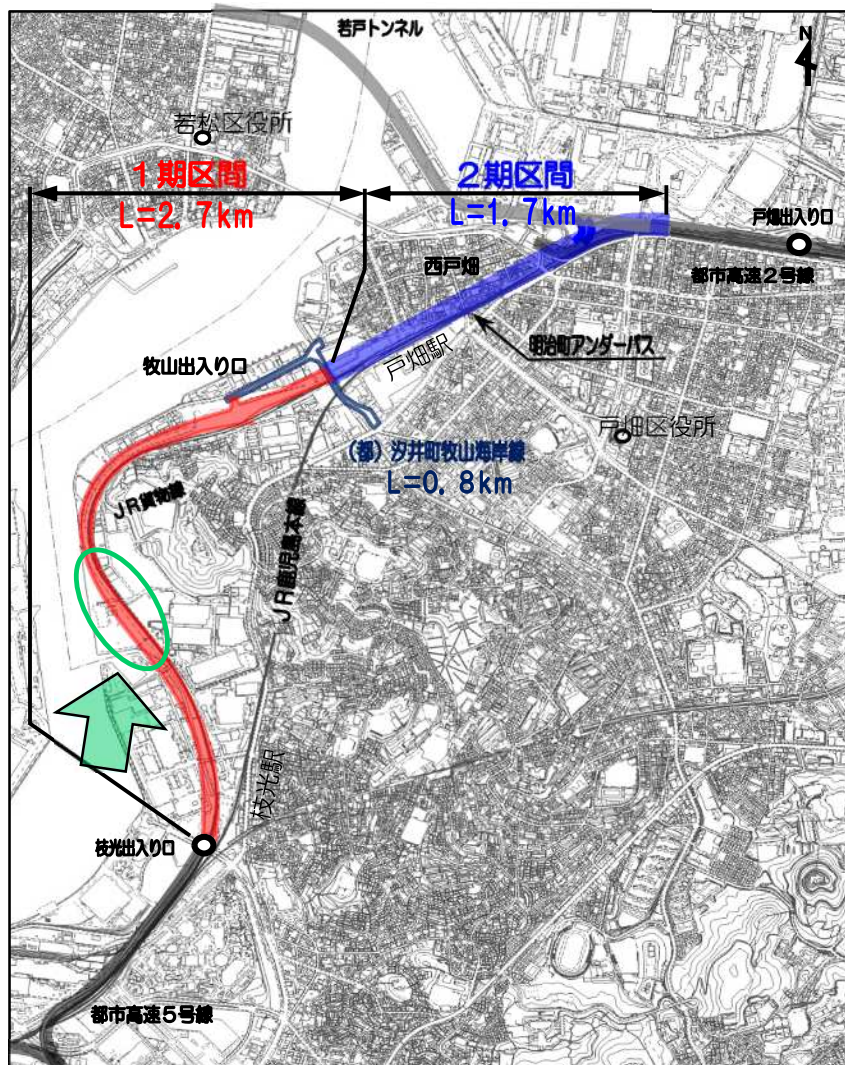 若戸トンネル
N
若松区役所
1期区間
L=2.7km
2期区間
L=1.7km
戸畑出入り口
都市高速2号線
西戸畑
明治町アンダーパス
戸畑駅
牧山出入り口
戸畑区役所
(都)汐井町牧山海岸線
L=0.8km
JR貨物線
JR鹿児島本線
枝光駅
枝光出入り口
都市高速5号線